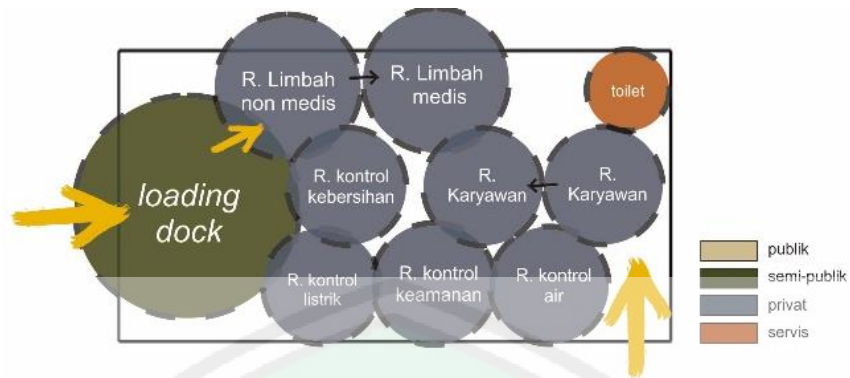 R. Limbah
non medis
R. Limbah
medis
toilet
loading
dock
R. kontrol
kebersihan
R.
Karyawan
R.
Karyawan
R. kontrol
listrik
R. kontrol
keamanan
R. kontrol
air
publik
semi-publik
privat
servis